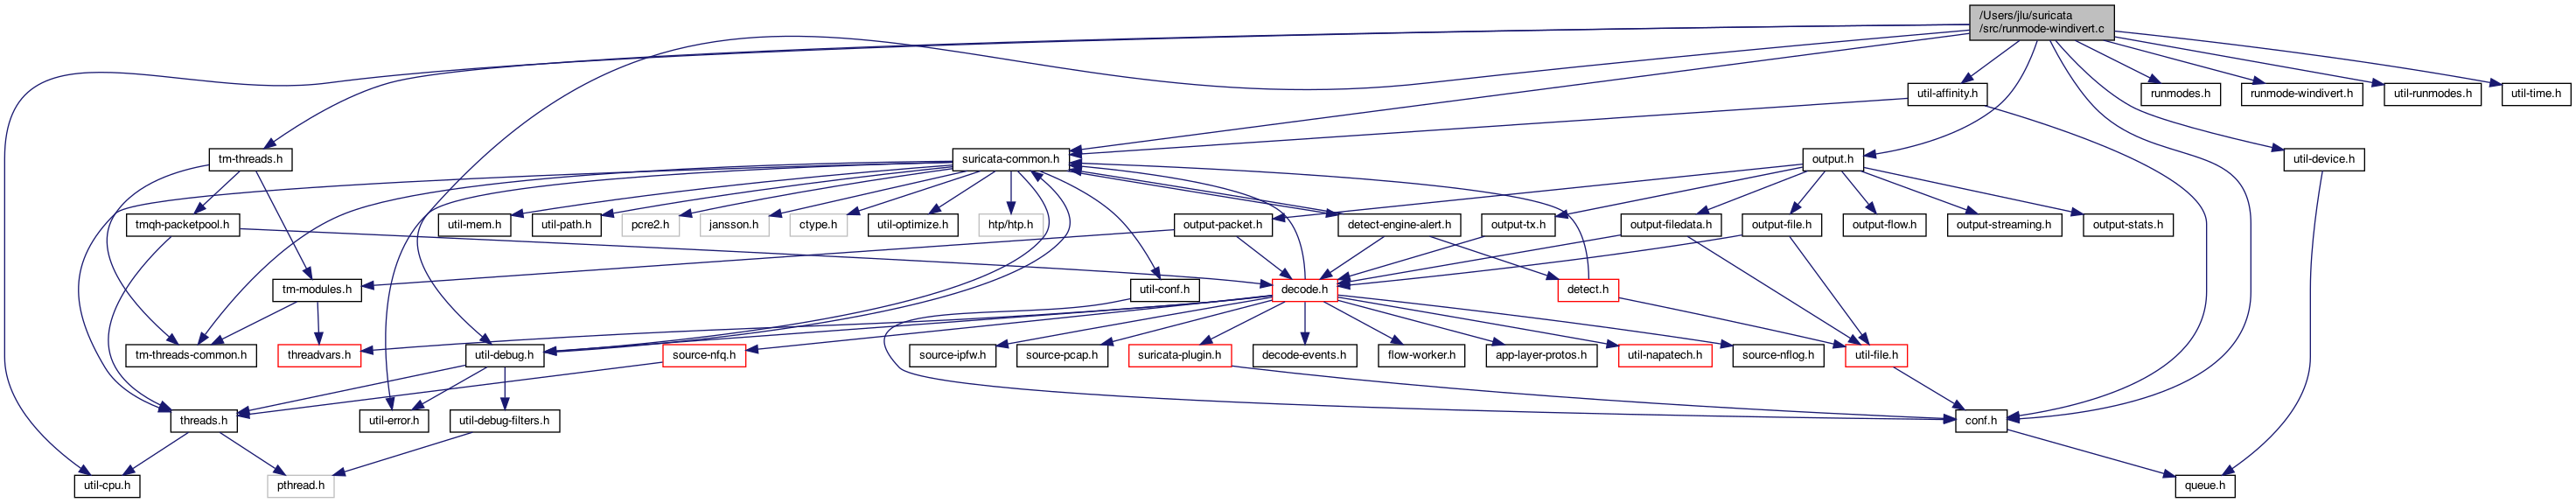 /Users/jlu/suricata
/src/runmode-windivert.c
util-affinity.h
runmodes.h
runmode-windivert.h
util-runmodes.h
util-time.h
tm-threads.h
suricata-common.h
output.h
util-device.h
tmqh-packetpool.h
util-mem.h
util-path.h
pcre2.h
jansson.h
ctype.h
util-optimize.h
htp/htp.h
output-packet.h
detect-engine-alert.h
output-tx.h
output-filedata.h
output-file.h
output-flow.h
output-streaming.h
output-stats.h
tm-modules.h
util-conf.h
decode.h
detect.h
tm-threads-common.h
threadvars.h
util-debug.h
source-nfq.h
source-ipfw.h
source-pcap.h
suricata-plugin.h
decode-events.h
flow-worker.h
app-layer-protos.h
util-napatech.h
source-nflog.h
util-file.h
threads.h
util-error.h
util-debug-filters.h
conf.h
util-cpu.h
pthread.h
queue.h